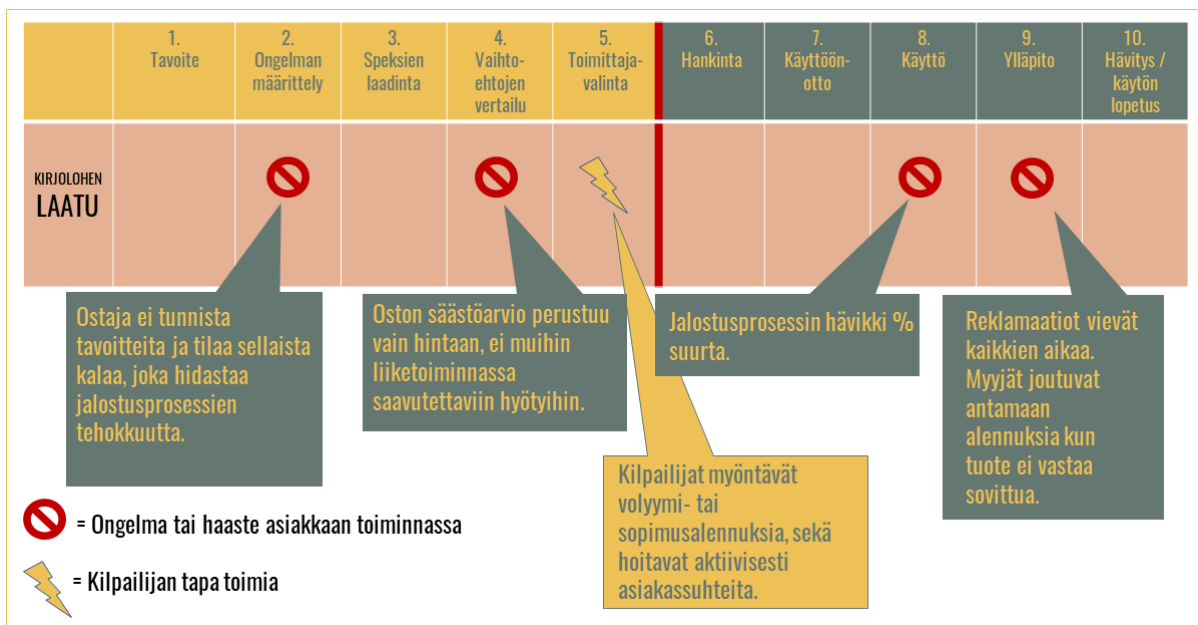 1.
Tavoite
2.
Ongelman
määrittely
3.
Speksien
laadinta
4.
Vaihto-
ehtojen
vertailu
5.
Toimittaja-
valinta
6.
Hankinta
7.
Käyttöön-
otto
8.
Käyttö
9.
Ylläpito
10.
Hävitys /
käytön
lopetus
KIRJOLOHEN
LAATU
Ostaja ei tunnista
tavoitteita ja tilaa sellaista
kalaa, joka hidastaa
jalostusprosessien
tehokkuutta.
Oston säästöarvio perustuu
vain hintaan, ei muihin
liiketoiminnassa
saavutettaviin hyötyihin.
Jalostusprosessin hävikki %
suurta.
Reklamaatiot vievät
kaikkien aikaa.
Myyjät joutuvat
antamaan
alennuksia kun
tuote ei vastaa
sovittua.
Kilpailijat myöntävät
volyymi- tai
sopimusalennuksia, sekä
hoitavat aktiivisesti
asiakassuhteita.
= Ongelma tai haaste asiakkaan toiminnassa
= Kilpailijan tapa toimia